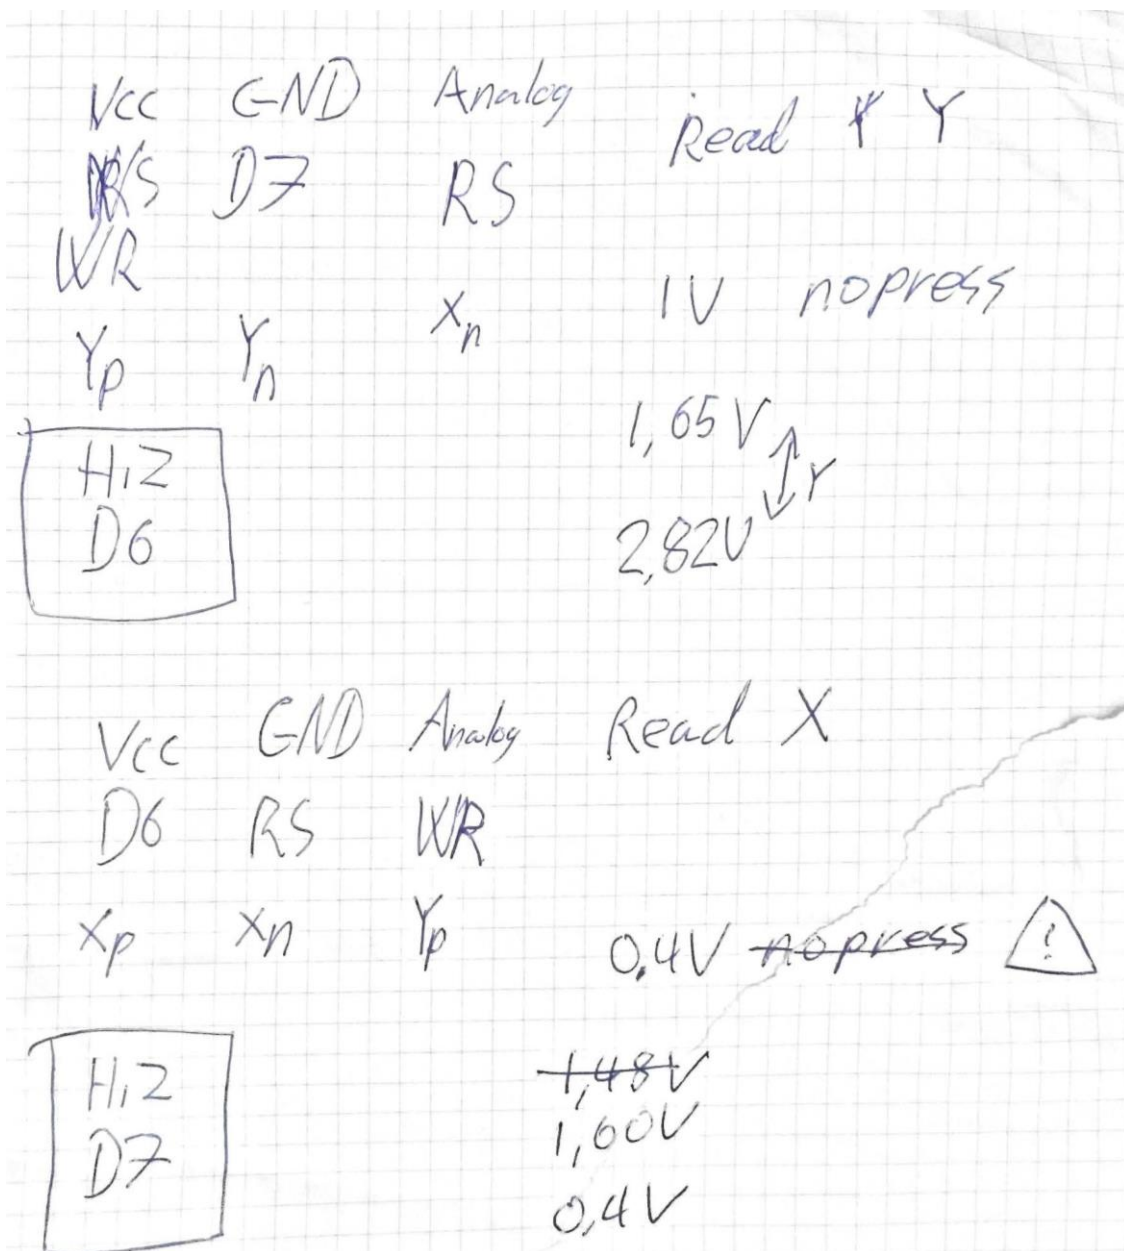 Vcc GND Analog
Read Y
D7 RS
WR
1V nopress
Yp Yn Xn
1,65V
HiZ
Y
D6
2,82V
Vcc GND Analog Read X
D6 RS WR
Xp Xn Yp
0,4V nopress !
HiZ
1,48V
1,60V
D7
0,4V